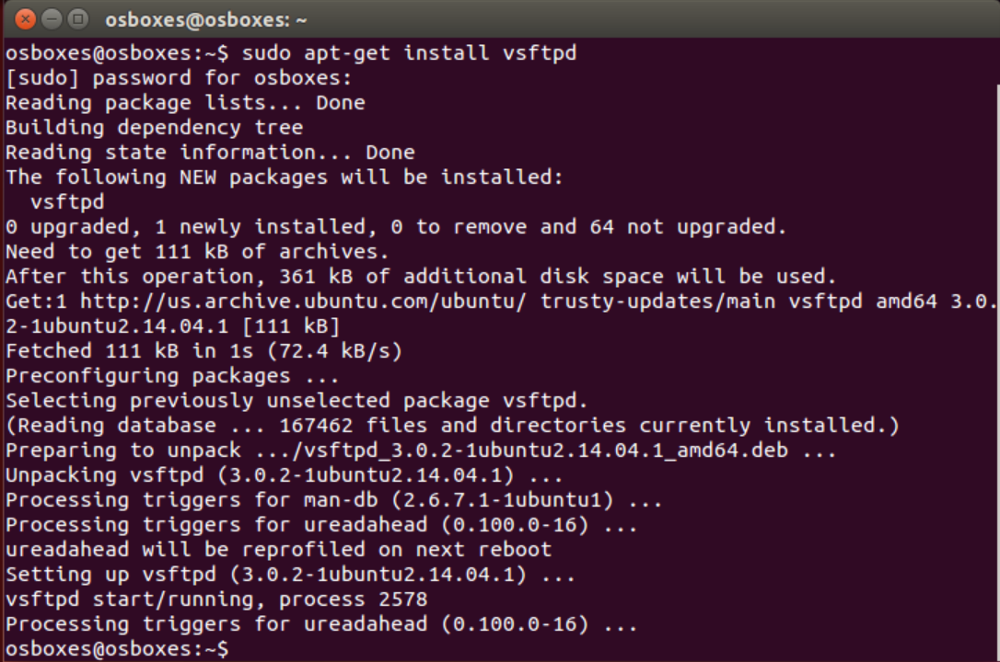 osboxes@osboxes: ~
osboxes@osboxes:~$ sudo apt-get install vsftpd
[sudo] password for osboxes:
Reading package lists... Done
Building dependency tree
Reading state information... Done
The following NEW packages will be installed:
  vsftpd
0 upgraded, 1 newly installed, 0 to remove and 64 not upgraded.
Need to get 111 kB of archives.
After this operation, 361 kB of additional disk space will be used.
Get:1 http://us.archive.ubuntu.com/ubuntu/ trusty-updates/main vsftpd amd64 3.0.
2-1ubuntu2.14.04.1 [111 kB]
Fetched 111 kB in 1s (72.4 kB/s)
Preconfiguring packages ...
Selecting previously unselected package vsftpd.
(Reading database ... 167462 files and directories currently installed.)
Preparing to unpack .../vsftpd_3.0.2-1ubuntu2.14.04.1_amd64.deb ...
Unpacking vsftpd (3.0.2-1ubuntu2.14.04.1) ...
Processing triggers for man-db (2.6.7.1-1ubuntu1) ...
Processing triggers for ureadahead (0.100.0-16) ...
ureadahead will be reprofiled on next reboot
Setting up vsftpd (3.0.2-1ubuntu2.14.04.1) ...
vsftpd start/running, process 2578
Processing triggers for ureadahead (0.100.0-16) ...
osboxes@osboxes:~$